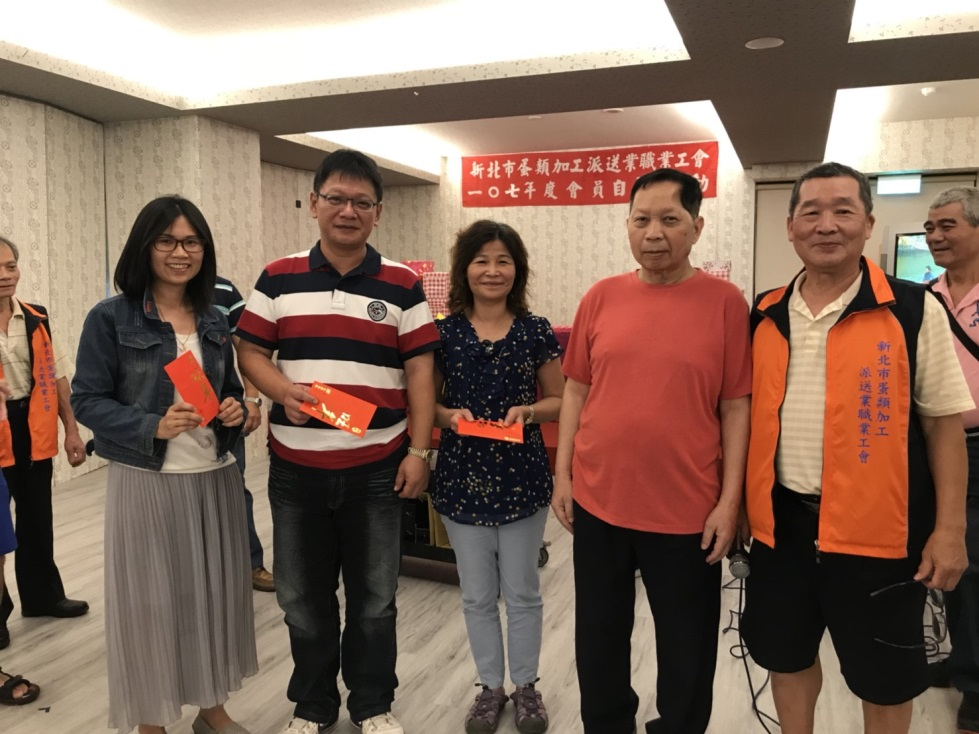 新北市蛋類加工派送業職業工會
一〇七年度會員自 動
新北市蛋類加工
派送業職業工會